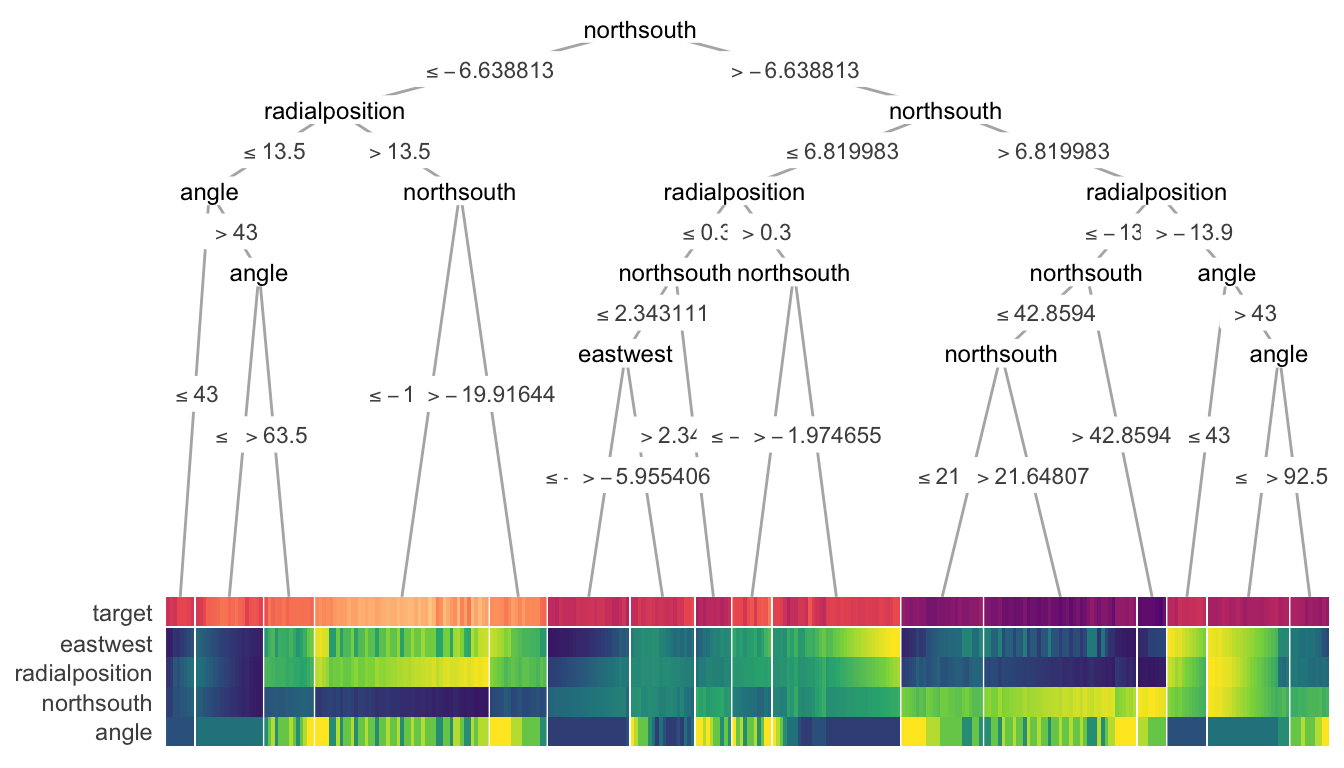 northsouth
≤ −6.638813 > −6.638813
radialposition northsouth
≤ 13.5 > 13.5 ≤ 6.819983 > 6.819983
angle northsouth radialposition radialposition
> 43 ≤ 0.3 > 0.3 ≤ −13 > −13.9
angle northsouth northsouth northsouth angle
≤ 2.343111 ≤ 42.8594 > 43
eastwest northsouth angle
≤ 43 ≤ −1 > −19.91644
≤ > 63.5 > 2.34 ≤ − > −1.974655 > 42.8594 ≤ 43
≤ - > −5.955406 ≤ 21 > 21.64807 ≤ > 92.5
target
eastwest
radialposition
northsouth
angle